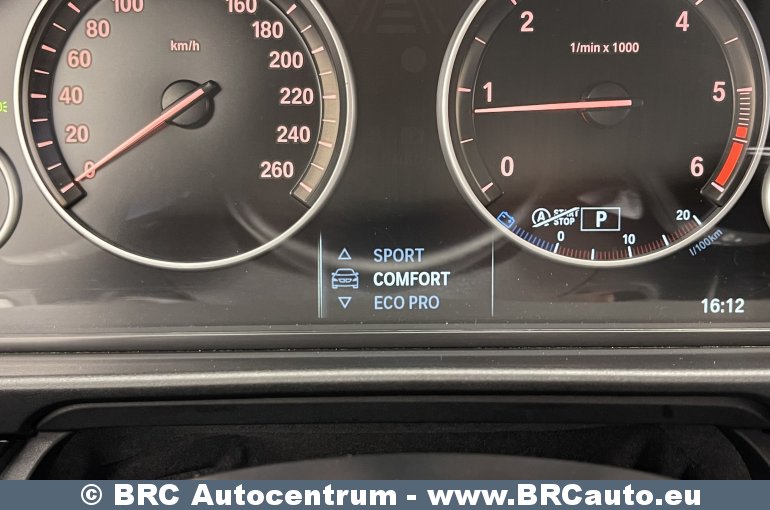 100
80
60
40
20
0
km/h
160
180
200
220
240
260
1/min x 1000
0
1
2
4
5
6
A START STOP
P
0
10
20
l/100km
SPORT
COMFORT
ECO PRO
16:12
© BRC Autocentrum - www.BRCauto.eu